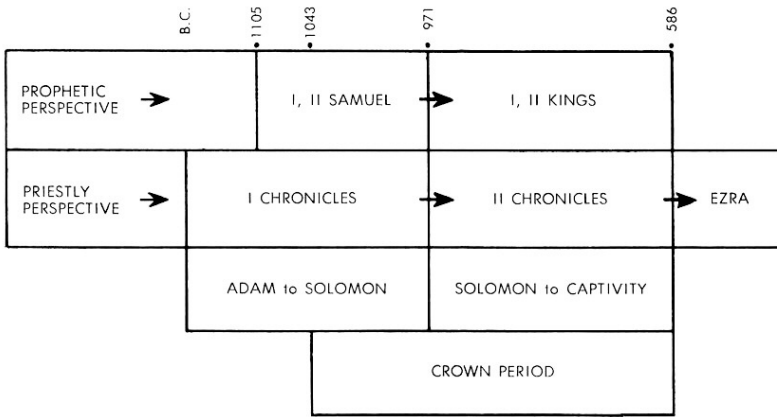 B.C.
1105
1043
971
586
PROPHETIC
PERSPECTIVE
I, II SAMUEL
I, II KINGS
PRIESTLY
PERSPECTIVE
I CHRONICLES
II CHRONICLES
EZRA
ADAM to SOLOMON
SOLOMON to CAPTIVITY
CROWN PERIOD